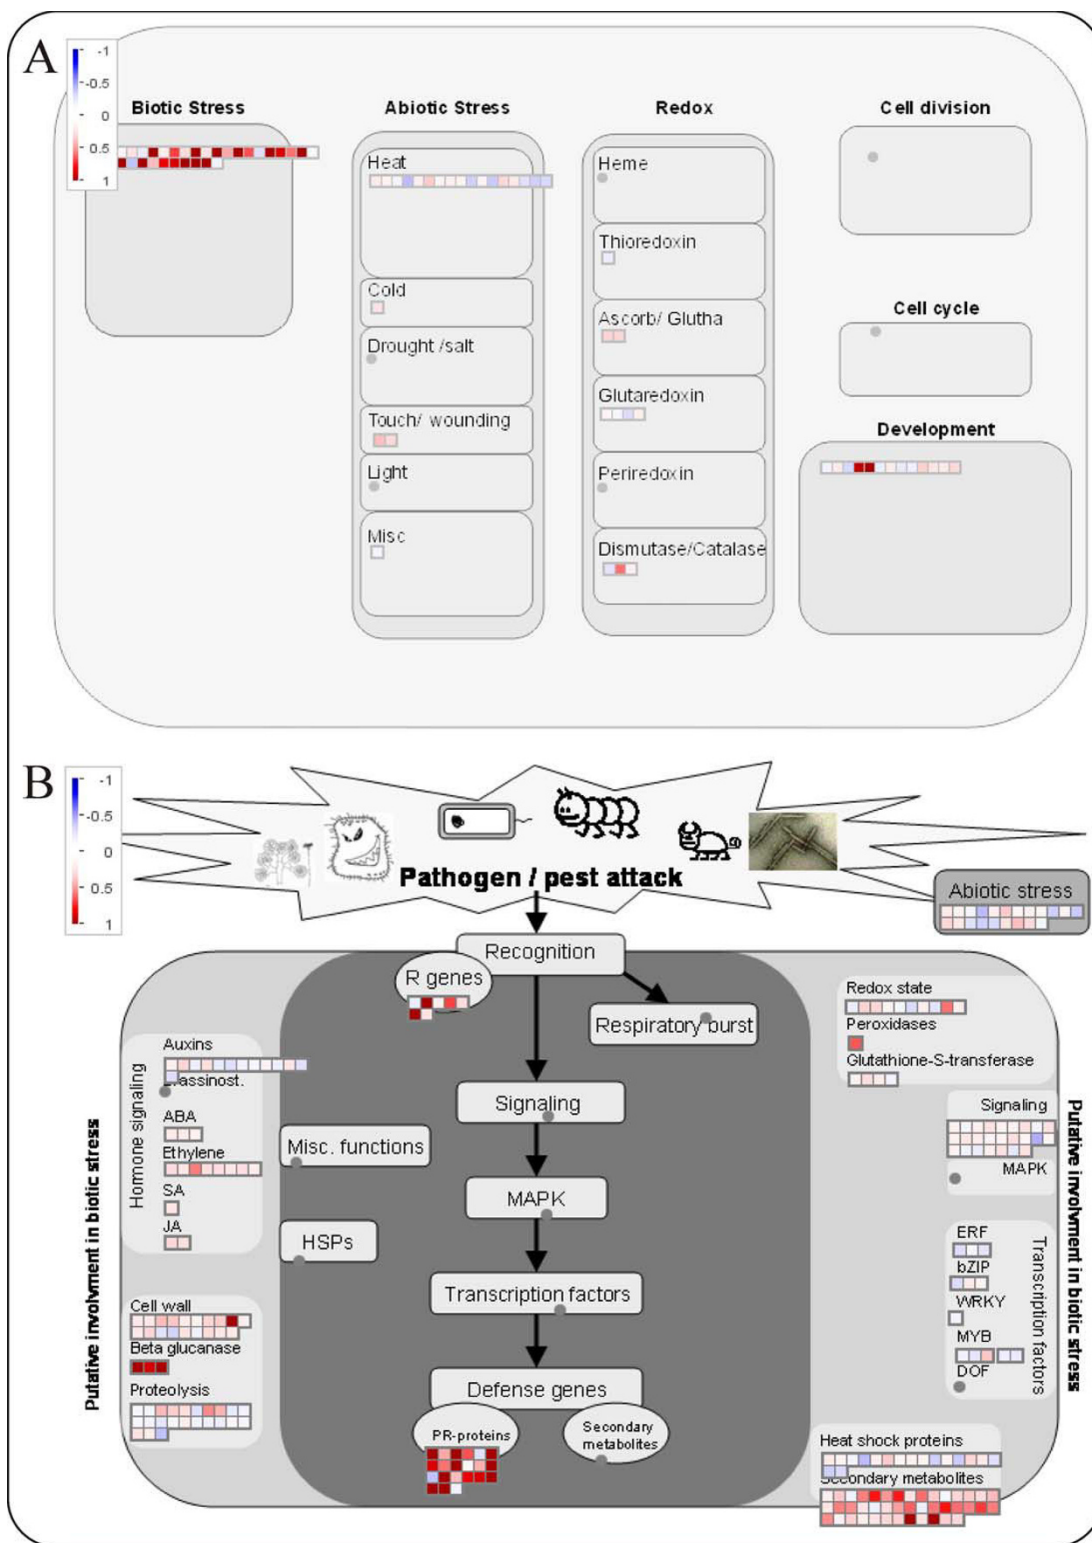 A
-1
-0.5
0
0.5
1
Biotic Stress
Abiotic Stress
Redox
Cell division
Heat
Heme
Thioredoxin
Cold
Ascorb/ Glutha
Cell cycle
Drought /salt
Glutaredoxin
Touch/ wounding
Development
Light
Periredoxin
Misc
Dismutase/Catalase
B
-1
-0.5
0
0.5
1
Pathogen / pest attack
Abiotic stress
Recognition
R genes
Respiratory burst
Redox state
Peroxidases
Glutathione-S-transferase
Putative involvment in biotic stress
Hormone signaling
Auxins
Brassinost.
ABA
Ethylene
SA
JA
Signaling
Misc. functions
MAPK
HSPs
Transcription factors
Signaling
MAPK
ERF
bZIP
WRKY
MYB
DOF
Transcription factors
Putative involvment in biotic stress
Cell wall
Beta glucanase
Proteolysis
Defense genes
PR-proteins
Secondary
metabolites
Heat shock proteins
Secondary metabolites